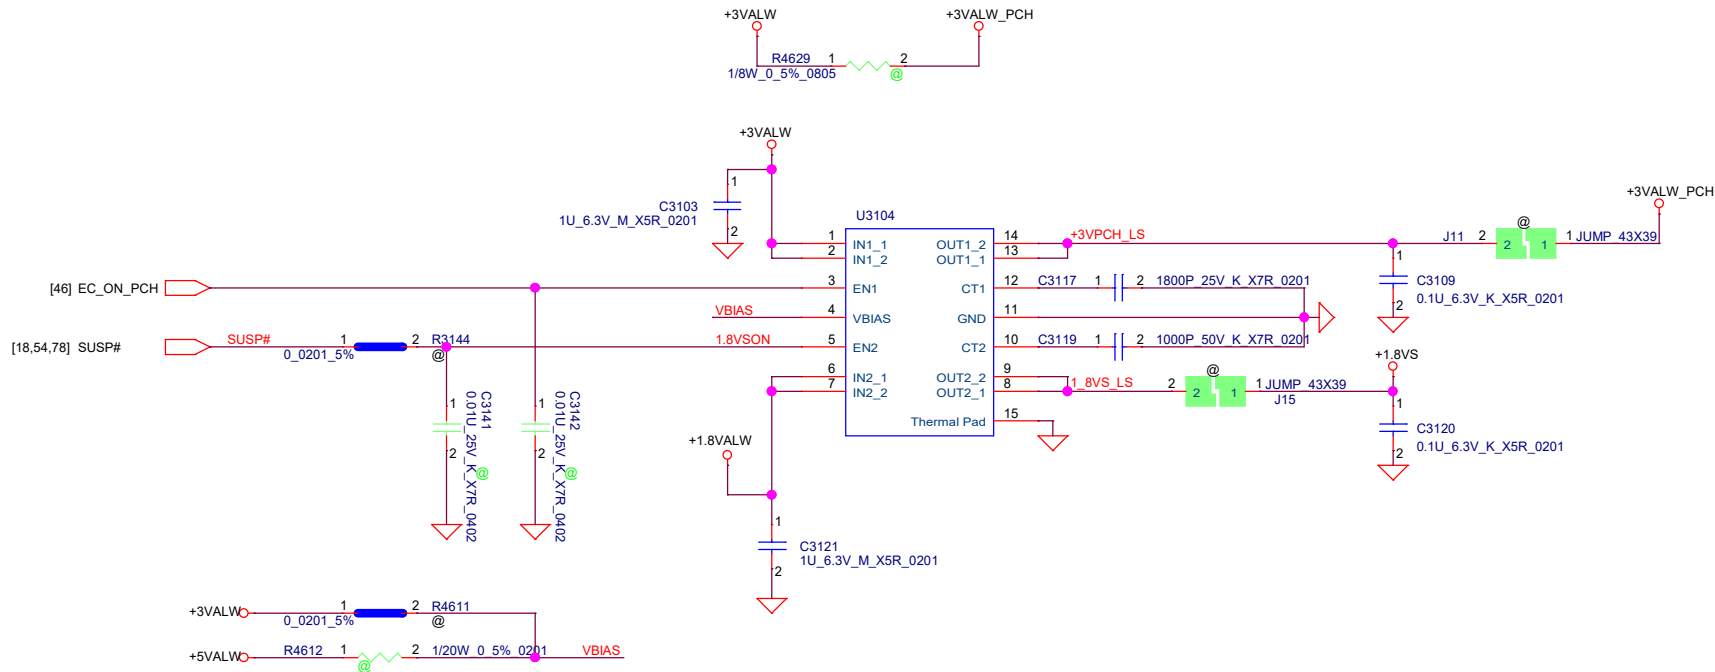 +3VALW
+3VALW_PCH
R4629 1 2
1/8W_0_5%_0805
@
+3VALW
1
C3103
1U_6.3V_M_X5R_0201
2
U3104
1 IN1_1
2 IN1_2
3 EN1
4 VBIAS
5 EN2
6 IN2_1
7 IN2_2
OUT1_2 14
OUT1_1 13
CT1 12
GND 11
CT2 10
OUT2_2 9
OUT2_1 8
Thermal Pad 15
+3VPCH_LS
J11 2 @ 2 1 1 JUMP_43X39
+3VALW_PCH
1
C3109
0.1U_6.3V_K_X5R_0201
2
C3117 1 2 1800P_25V_K_X7R_0201
C3119 1 2 1000P_50V_K_X7R_0201
1_8VS_LS
2 @ 2 1 1 JUMP_43X39
J15
+1.8VS
1
C3120
0.1U_6.3V_K_X5R_0201
2
[46] EC_ON_PCH
VBIAS
[18,54,78] SUSP#
SUSP# 1 2 R3144
0_0201_5% @
1.8VSON
1
C3141
0.01U_25V_K_X7R_0402
@
2
1
C3142
0.01U_25V_K_X7R_0402
@
2
+1.8VALW
1
C3121
1U_6.3V_M_X5R_0201
2
+3VALW 1 2 R4611
0_0201_5% @
+5VALW R4612 1 2 1/20W_0_5%_0201 VBIAS
@